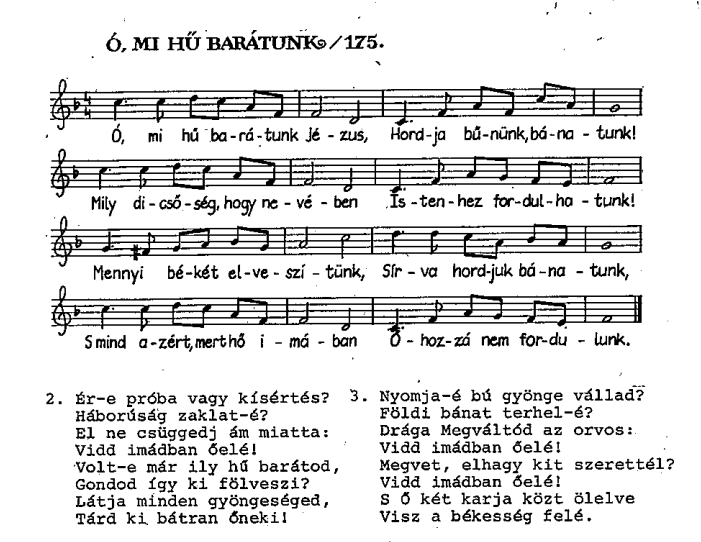 Ó, MI HŰ BARÁTUNK /175.
Ó, mi hű ba-rá-tunk Jé-zus, Hord-ja bű-nünk, bá-na-tunk!
Mily di-cső-ség, hogy ne-vé-ben Is-ten-hez for-dul-ha-tunk!
Mennyi bé-két el-ve-szí-tünk, Sír-va hord-juk bá-na-tunk,
Smind a-zért, mert hő i-má-ban Ő-hoz-zá nem for-du-lunk.
2. Ér-e próba vagy kísértés?
Háborúság zaklat-é?
El ne csüggedj ám miatta:
Vidd imádban őelé!
Volt-e már ily hű barátod,
Gondod így ki fölveszi?
Látja minden gyöngeséged,
Tárd ki bátran őneki!
3. Nyomja-é bú gyönge vállad?
Földi bánat terhel-é?
Drága Megváltód az orvos:
Vidd imádban őelé!
Megvet, elhagy kit szerettél?
Vidd imádban őelé!
S Ő két karja közt ölelve
Visz a békesség felé.